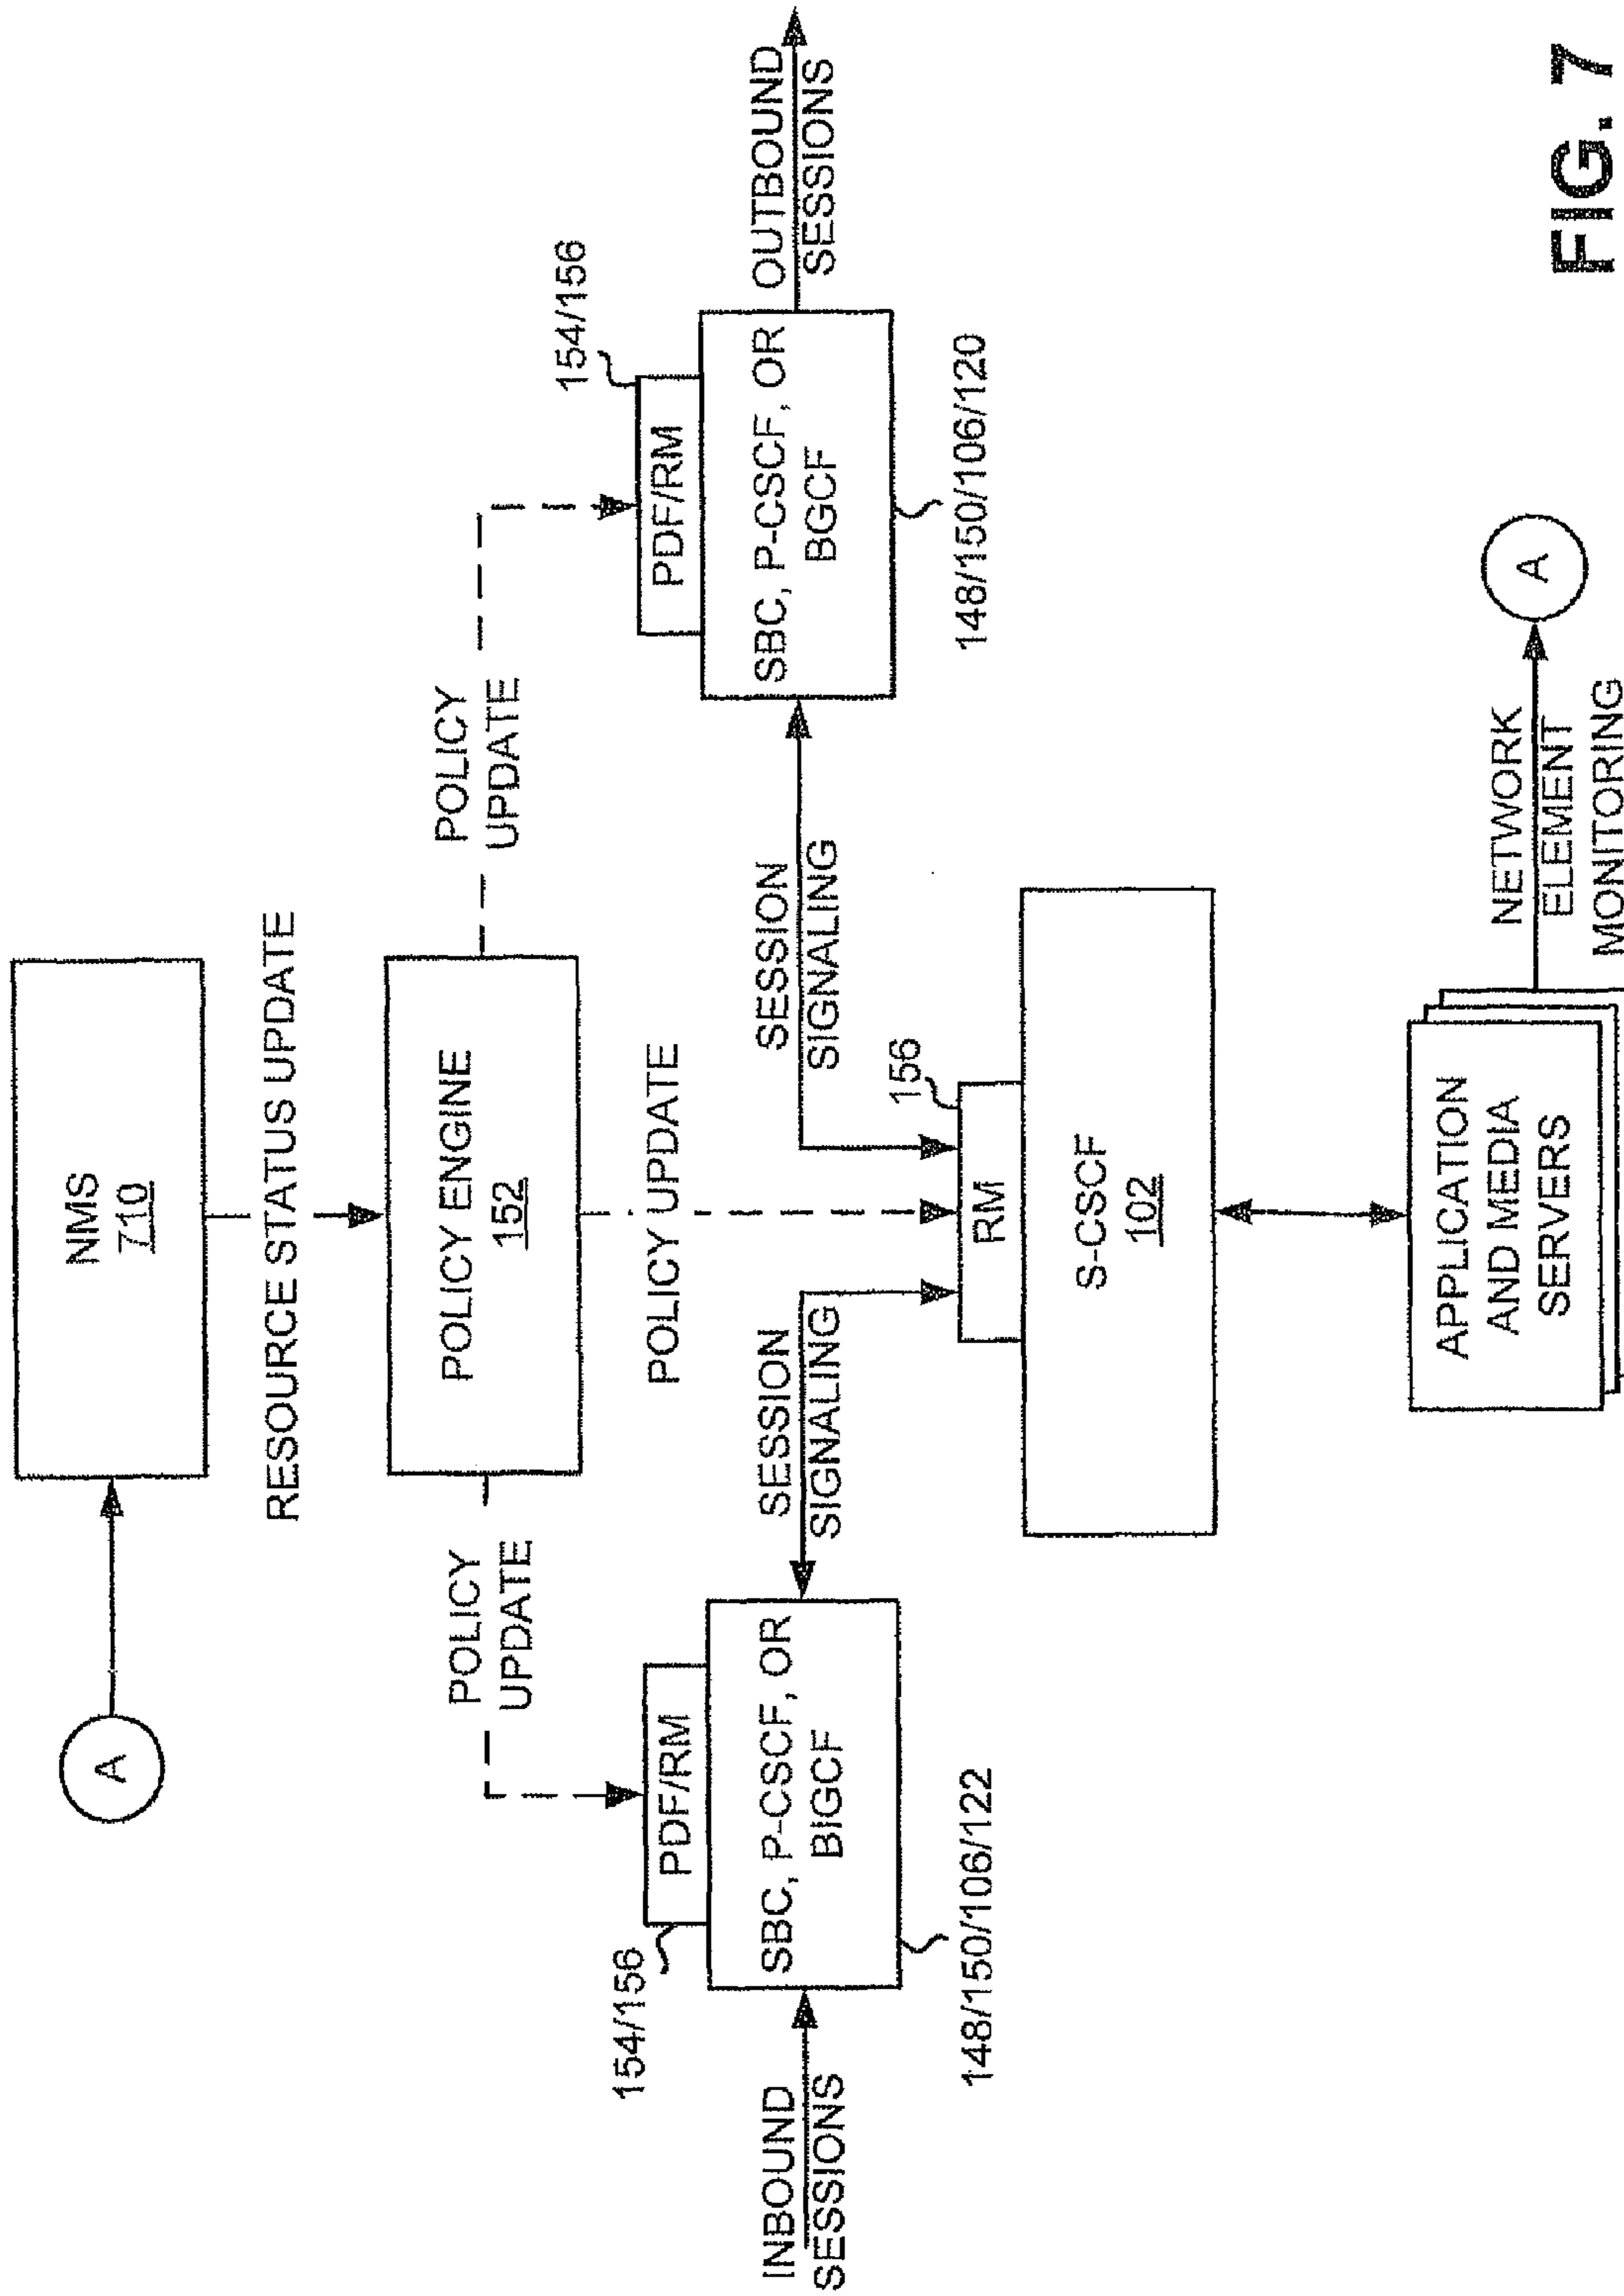 A
NMS
710
RESOURCE STATUS UPDATE
POLICY
UPDATE
POLICY ENGINE
152
POLICY
UPDATE
POLICY UPDATE
154/156
PDF/RM
154/156
PDF/RM
INBOUND
SESSIONS
SBC, P-CSCF, OR
BIGCF
148/150/106/122
SESSION
SIGNALING
SESSION
SIGNALING
SBC, P-CSCF, OR
BGCF
148/150/106/120
OUTBOUND
SESSIONS
156
RM
S-CSCF
102
APPLICATION
AND MEDIA
SERVERS
NETWORK
ELEMENT
MONITORING
A
FIG. 7